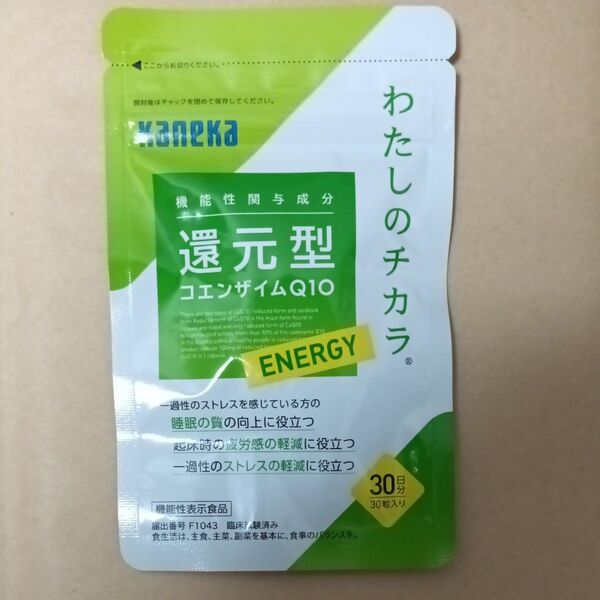 ◀ここからお切りください。
開封後はチャックを閉めて保存してください。
Kaneka
わたしのチカラ®
機能性関与成分
還元型
コエンザイムQ10
ENERGY
一過性のストレスを感じている方の
睡眠の質の向上に役立つ
起床時の疲労感の軽減に役立つ
一過性のストレスの軽減に役立つ
30日分
30粒入り
機能性表示食品
届出番号 F1043 臨床試験済み
食生活は、主食、主菜、副菜を基本に、食事のバランスを。